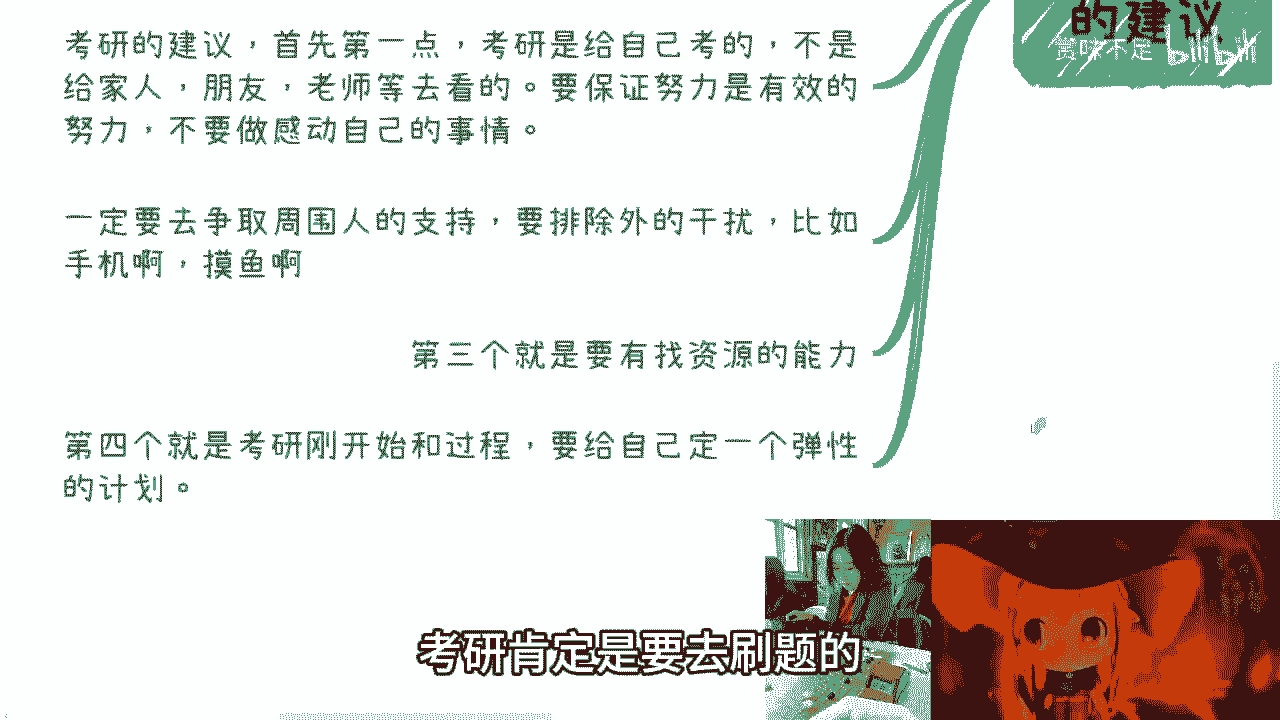 的建议
赏味不足 bilibili
考研的建议，首先第一点，考研是给自己考的，不是
给家人，朋友，老师等去看的。要保证努力是有效的
努力，不要做感动自己的事情。
一定要去争取周围人的支持，要排除外的干扰，比如
手机啊，摸鱼啊
第三个就是要有找资源的能力
第四个就是考研刚开始和过程，要给自己定一个弹性
的计划。
考研肯定是要去刷题的